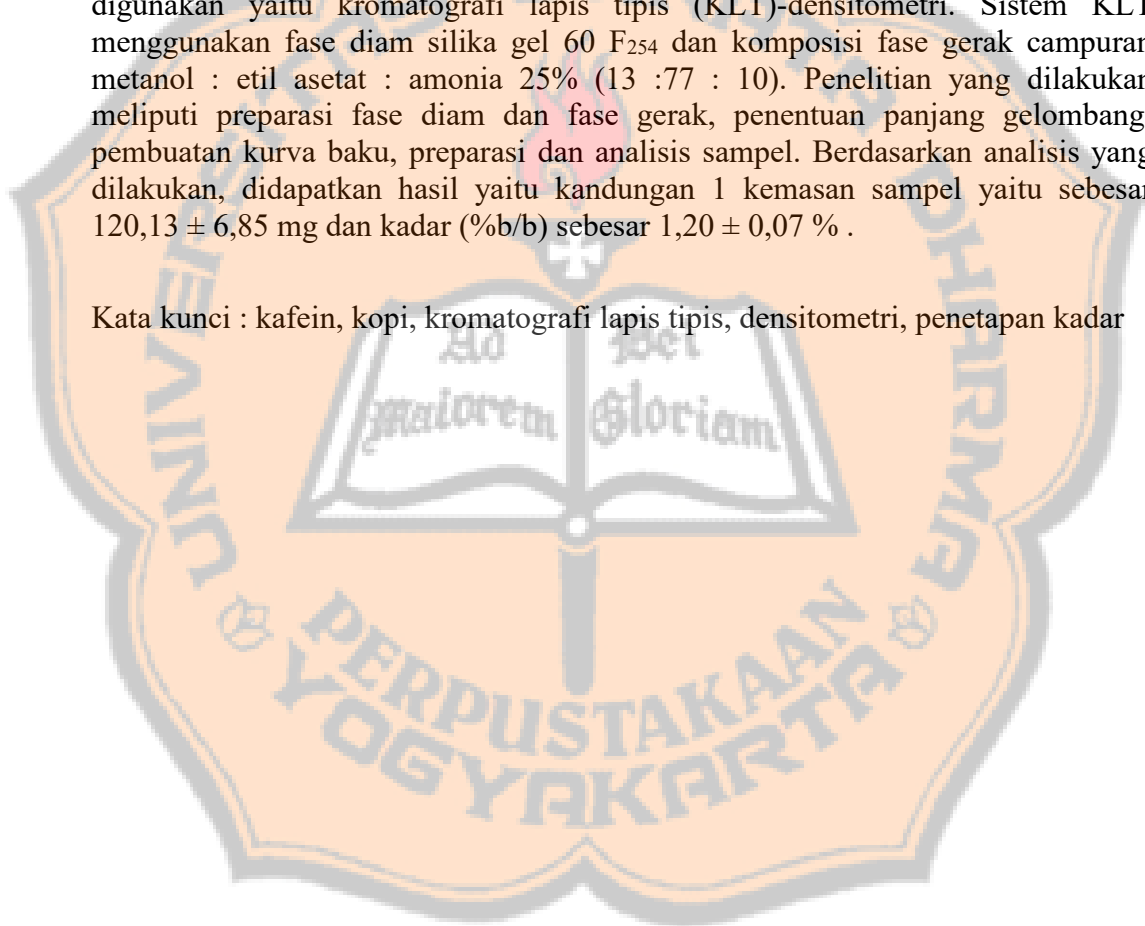 digunakan yaitu kromatografi lapis tipis (KLT)-densitometri. Sistem KLT
menggunakan fase diam silika gel 60 F254 dan komposisi fase gerak campuran
metanol : etil asetat : amonia 25% (13 :77 : 10). Penelitian yang dilakukan
meliputi preparasi fase diam dan fase gerak, penentuan panjang gelombang,
pembuatan kurva baku, preparasi dan analisis sampel. Berdasarkan analisis yang
dilakukan, didapatkan hasil yaitu kandungan 1 kemasan sampel yaitu sebesar
120,13 ± 6,85 mg dan kadar (%b/b) sebesar 1,20 ± 0,07 % .
Kata kunci : kafein, kopi, kromatografi lapis tipis, densitometri, penetapan kadar
Ad Dei
Maiorem Gloriam
DHARMA
PERPUSTAKAAN
YOGYAKARTA